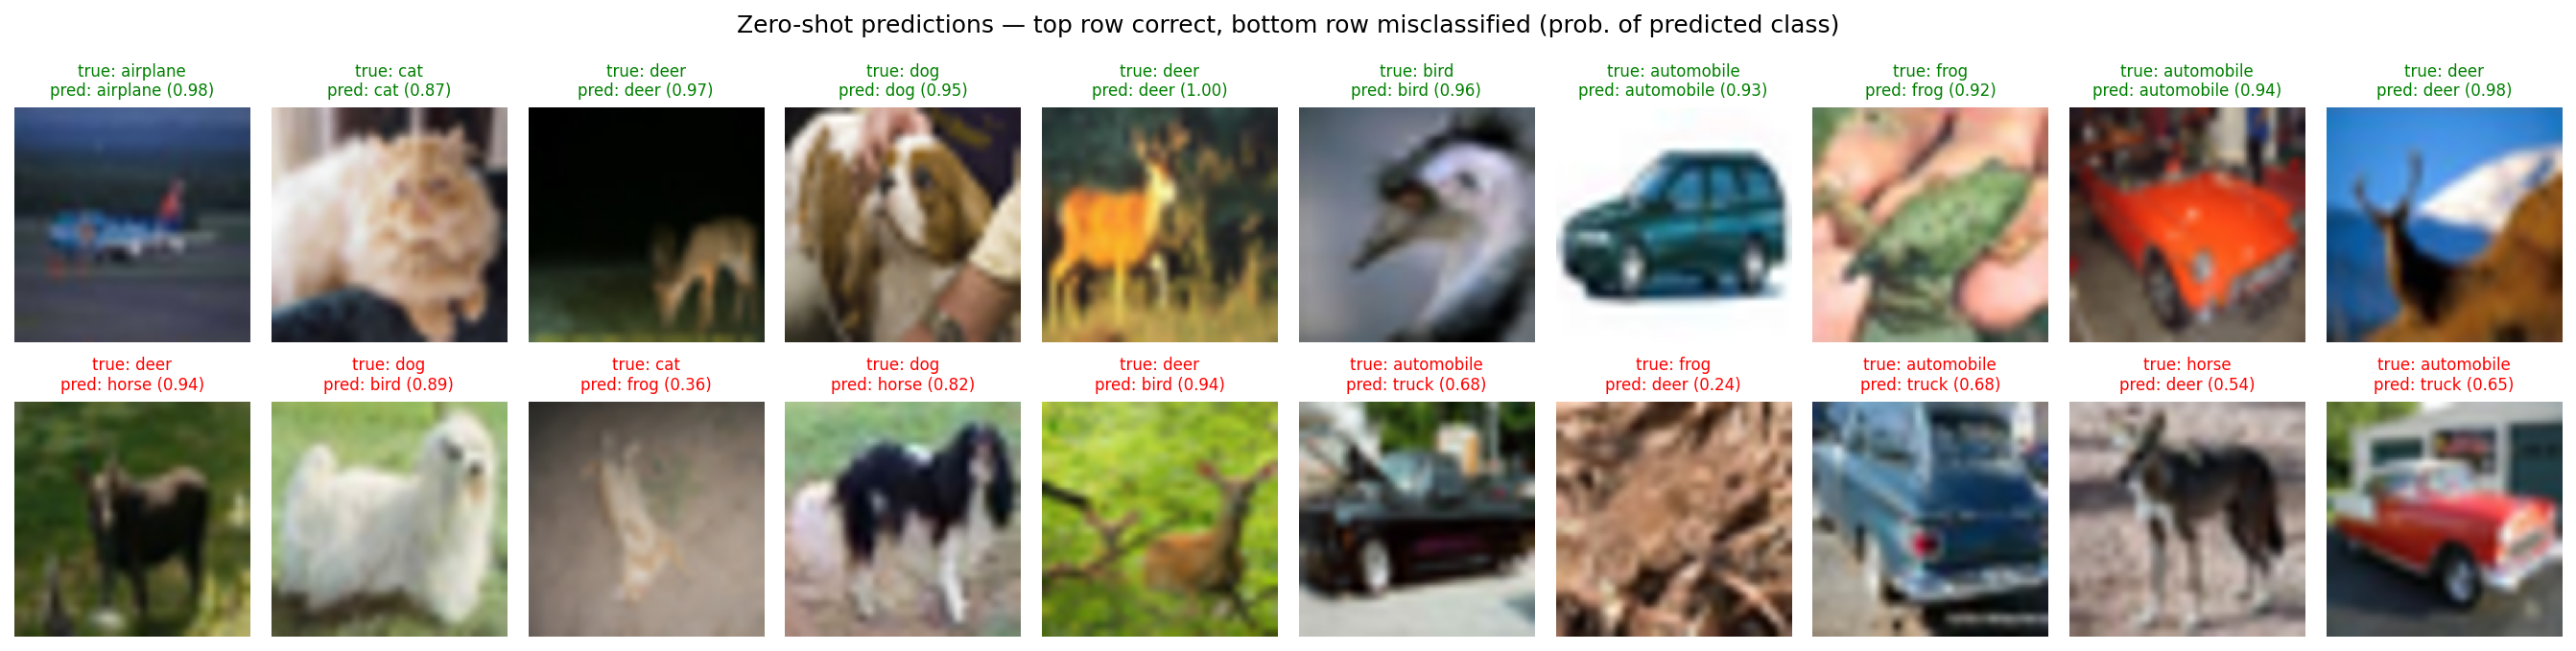 Zero-shot predictions — top row correct, bottom row misclassified (prob. of predicted class)
true: airplane
pred: airplane (0.98)
true: cat
pred: cat (0.87)
true: deer
pred: deer (0.97)
true: dog
pred: dog (0.95)
true: deer
pred: deer (1.00)
true: bird
pred: bird (0.96)
true: automobile
pred: automobile (0.93)
true: frog
pred: frog (0.92)
true: automobile
pred: automobile (0.94)
true: deer
pred: deer (0.98)
true: deer
pred: horse (0.94)
true: dog
pred: bird (0.89)
true: cat
pred: frog (0.36)
true: dog
pred: horse (0.82)
true: deer
pred: bird (0.94)
true: automobile
pred: truck (0.68)
true: frog
pred: deer (0.24)
true: automobile
pred: truck (0.68)
true: horse
pred: deer (0.54)
true: automobile
pred: truck (0.65)